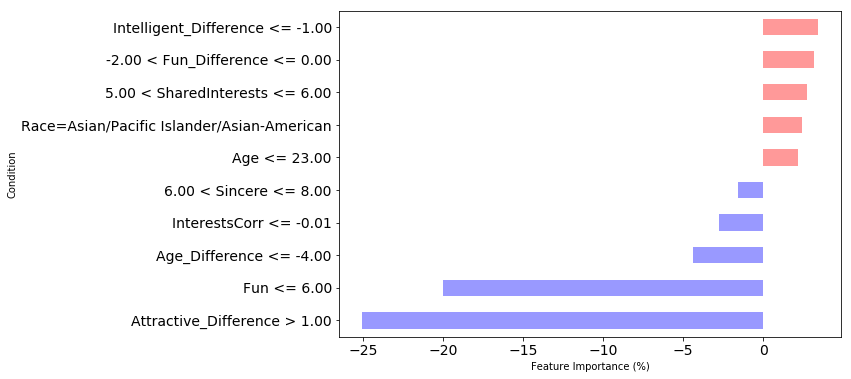 Intelligent_Difference <= -1.00
-2.00 < Fun_Difference <= 0.00
5.00 < SharedInterests <= 6.00
Race=Asian/Pacific Islander/Asian-American
Age <= 23.00
6.00 < Sincere <= 8.00
InterestsCorr <= -0.01
Age_Difference <= -4.00
Fun <= 6.00
Attractive_Difference > 1.00
Condition
−25 −20 −15 −10 −5 0
Feature Importance (%)